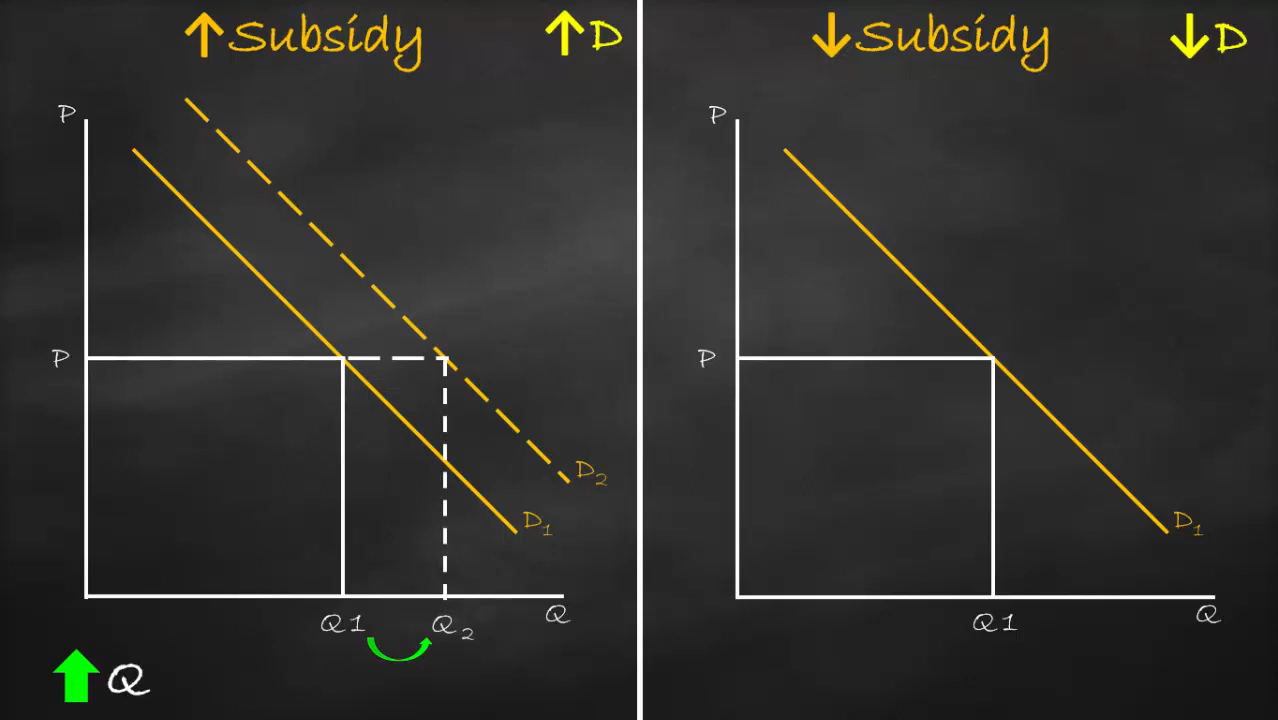 ↑Subsidy ↑D
P
P
D₂
D₁
Q1 Q₂ Q
↑ Q
↓Subsidy ↓D
P
P
D₁
Q1 Q